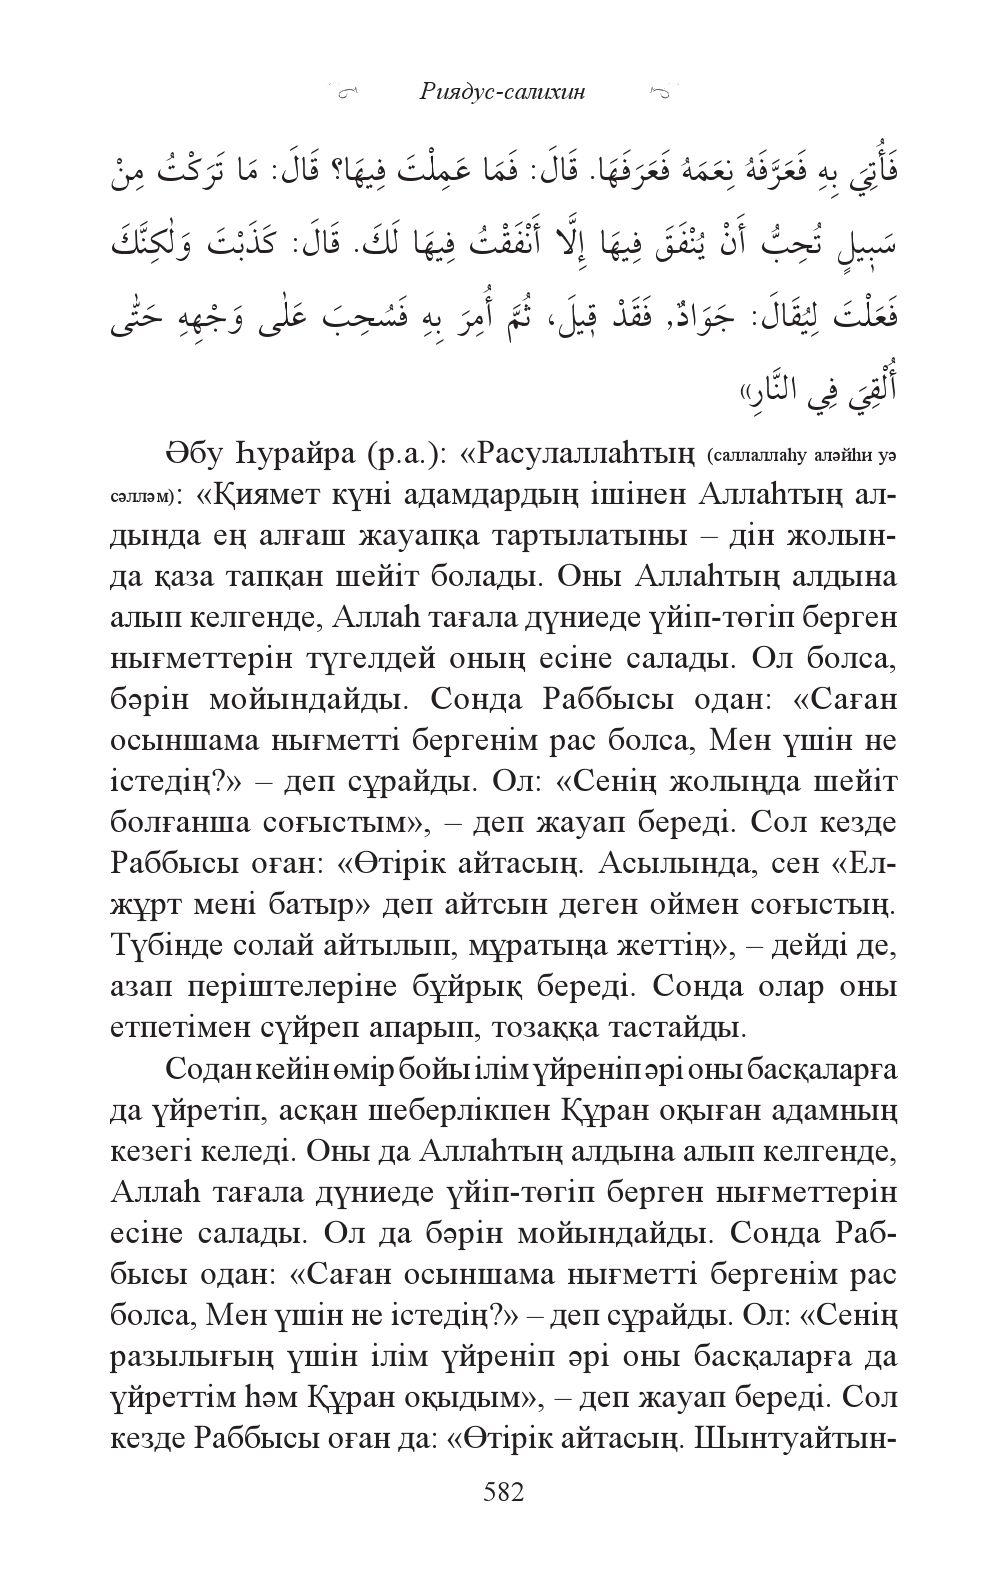 Риядус-салихин
فَأُتِيَ بِهِ فَعَرَّفَهُ نِعَمَهُ فَعَرَفَهَا. قَالَ: فَمَا عَمِلْتَ فِيهَا؟ قَالَ: مَا تَرَكْتُ مِنْ
سَبِيلٍ تُحِبُّ أَنْ يُنْفَقَ فِيهَا إِلَّا أَنْفَقْتُ فِيهَا لَكَ. قَالَ: كَذَبْتَ وَلٰكِنَّكَ
فَعَلْتَ لِيُقَالَ: جَوَادٌ, فَقَدْ قِيلَ، ثُمَّ أُمِرَ بِهِ فَسُحِبَ عَلٰى وَجْهِهِ حَتّٰى
أُلْقِيَ فِي النَّارِ»
Әбу Һурайра (р.а.): «Расулаллаһтың (саллаллаһу аләйһи уә
сәлләм): «Қиямет күні адамдардың ішінен Аллаһтың ал-
дында ең алғаш жауапқа тартылатыны – дін жолын-
да қаза тапқан шейіт болады. Оны Аллаһтың алдына
алып келгенде, Аллаһ тағала дүниеде үйіп-төгіп берген
нығметтерін түгелдей оның есіне салады. Ол болса,
бәрін мойындайды. Сонда Раббысы одан: «Саған
осыншама нығметті бергенім рас болса, Мен үшін не
істедің?» – деп сұрайды. Ол: «Сенің жолыңда шейіт
болғанша соғыстым», – деп жауап береді. Сол кезде
Раббысы оған: «Өтірік айтасың. Асылында, сен «Ел-
жұрт мені батыр» деп айтсын деген оймен соғыстың.
Түбінде солай айтылып, мұратыңа жеттің», – дейді де,
азап періштелеріне бұйрық береді. Сонда олар оны
етпетімен сүйреп апарып, тозаққа тастайды.
Содан кейін өмір бойы ілім үйреніп әрі оны басқаларға
да үйретіп, асқан шеберлікпен Құран оқыған адамның
кезегі келеді. Оны да Аллаһтың алдына алып келгенде,
Аллаһ тағала дүниеде үйіп-төгіп берген нығметтерін
есіне салады. Ол да бәрін мойындайды. Сонда Раб-
бысы одан: «Саған осыншама нығметті бергенім рас
болса, Мен үшін не істедің?» – деп сұрайды. Ол: «Сенің
разылығың үшін ілім үйреніп әрі оны басқаларға да
үйреттім һәм Құран оқыдым», – деп жауап береді. Сол
кезде Раббысы оған да: «Өтірік айтасың. Шынтуайтын-
582